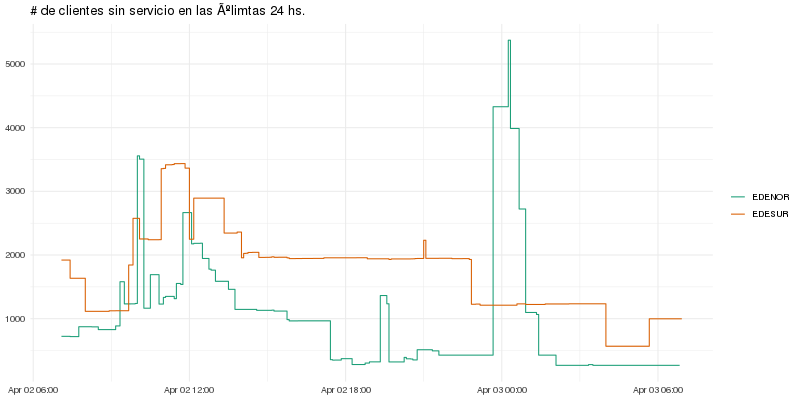 # de clientes sin servicio en las Ãºlimtas 24 hs.
5000
4000
3000
2000
1000
Apr 02 06:00
Apr 02 12:00
Apr 02 18:00
Apr 03 00:00
Apr 03 06:00
EDENOR
EDESUR